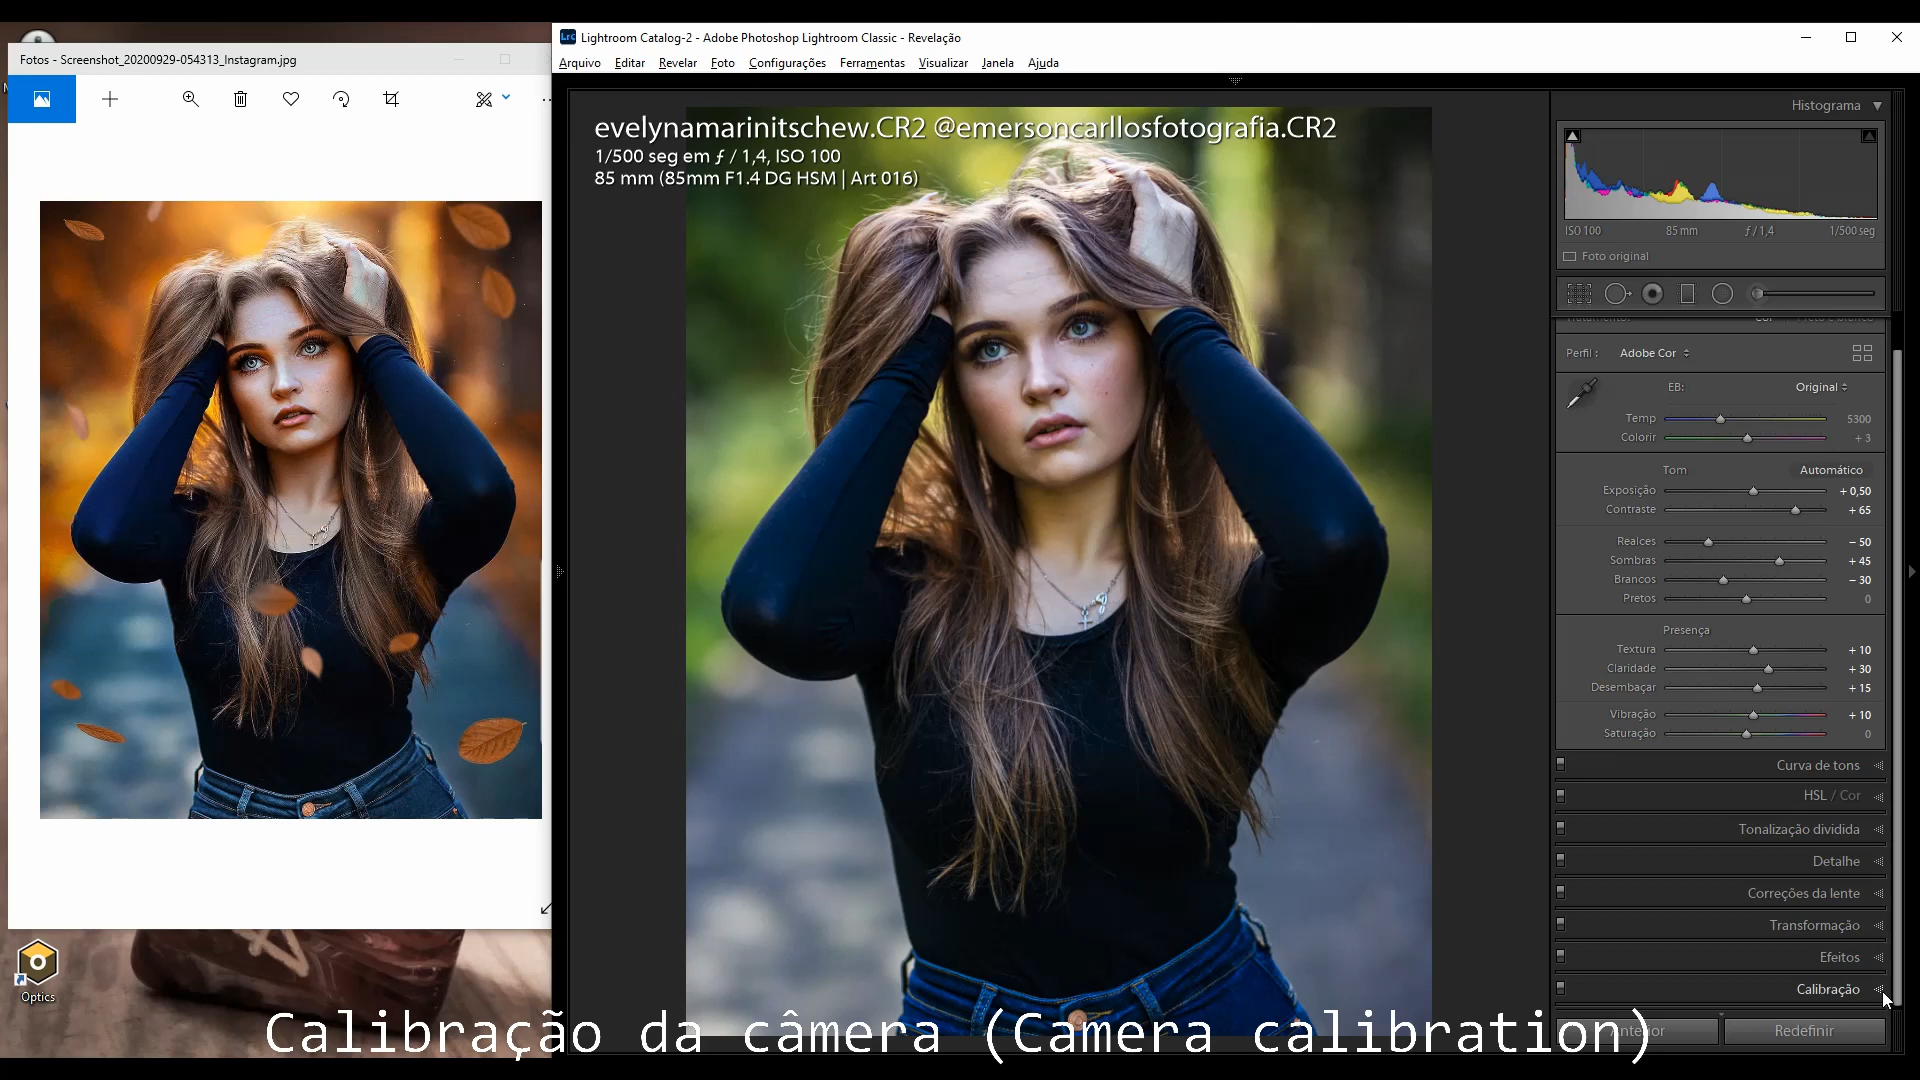 Fotos - Screenshot_20200929-054313_Instagram.jpg
Lightroom Catalog-2 - Adobe Photoshop Lightroom Classic - Revelação
Arquivo Editar Revelar Foto Configurações Ferramentas Visualizar Janela Ajuda
evelynamarinitschew.CR2 @emersoncarllosfotografia.CR2
1/500 seg em ƒ / 1,4, ISO 100
85 mm (85mm F1.4 DG HSM | Art 016)
Histograma
ISO 100 85 mm ƒ / 1,4 1/500 seg
Foto original
Perfil : Adobe Cor
EB: Original
Temp 5300
Colorir + 3
Tom Automático
Exposição + 0,50
Contraste + 65
Realces − 50
Sombras + 45
Brancos − 30
Pretos 0
Presença
Textura + 10
Claridade + 30
Desembaçar + 15
Vibração + 10
Saturação 0
Curva de tons
HSL / Cor
Tonalização dividida
Detalhe
Correções da lente
Transformação
Efeitos
Calibração
Anterior Redefinir
Optics
Calibração da câmera (Camera calibration)